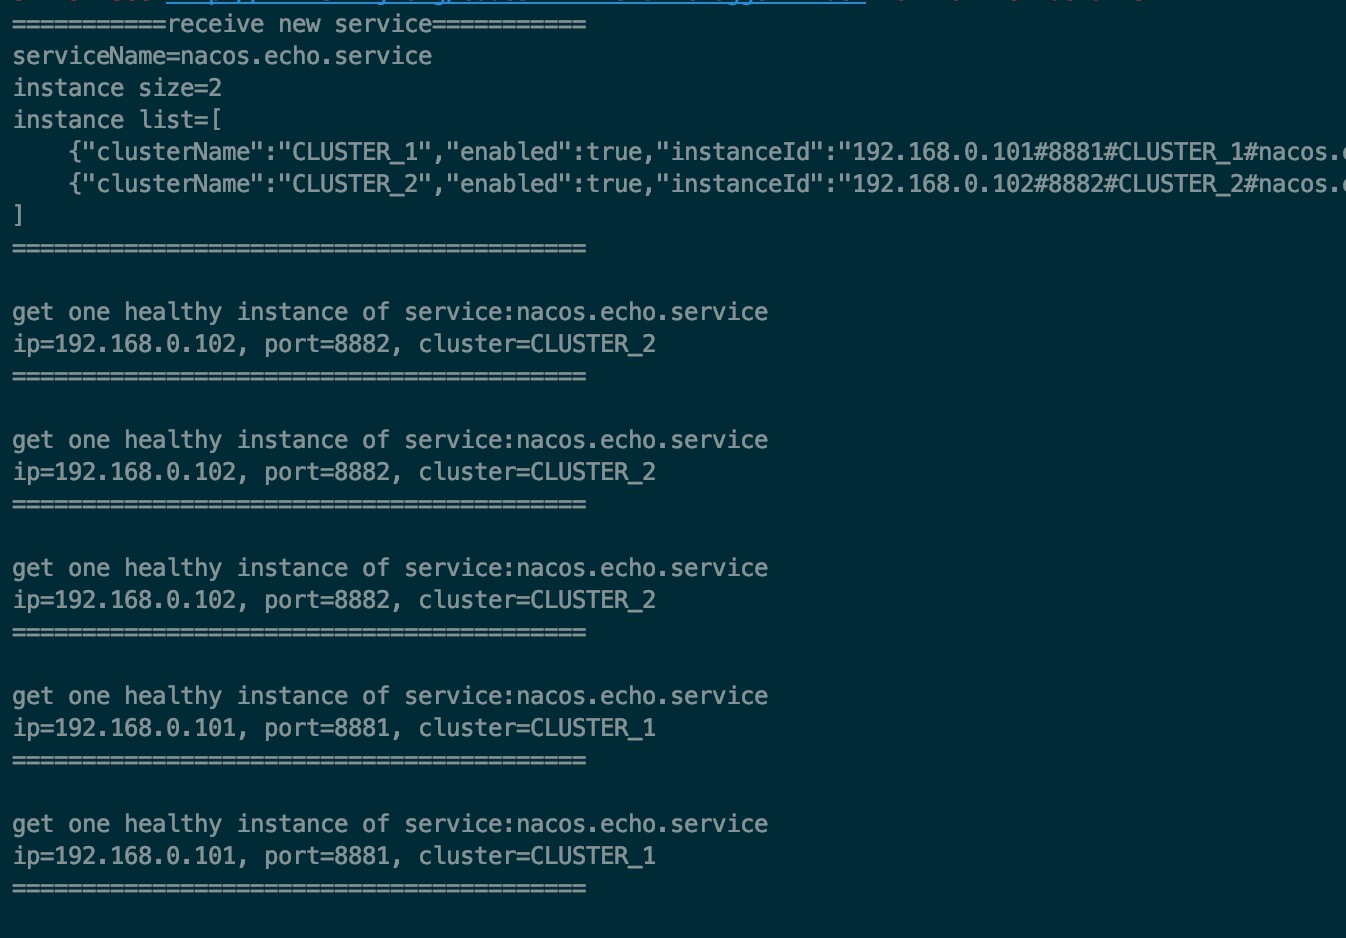 ===========receive new service===========
serviceName=nacos.echo.service
instance size=2
instance list=[
    {"clusterName":"CLUSTER_1","enabled":true,"instanceId":"192.168.0.101#8881#CLUSTER_1#nacos.
    {"clusterName":"CLUSTER_2","enabled":true,"instanceId":"192.168.0.102#8882#CLUSTER_2#nacos.
]
=========================================
get one healthy instance of service:nacos.echo.service
ip=192.168.0.102, port=8882, cluster=CLUSTER_2
=========================================
get one healthy instance of service:nacos.echo.service
ip=192.168.0.102, port=8882, cluster=CLUSTER_2
=========================================
get one healthy instance of service:nacos.echo.service
ip=192.168.0.102, port=8882, cluster=CLUSTER_2
=========================================
get one healthy instance of service:nacos.echo.service
ip=192.168.0.101, port=8881, cluster=CLUSTER_1
=========================================
get one healthy instance of service:nacos.echo.service
ip=192.168.0.101, port=8881, cluster=CLUSTER_1
=========================================